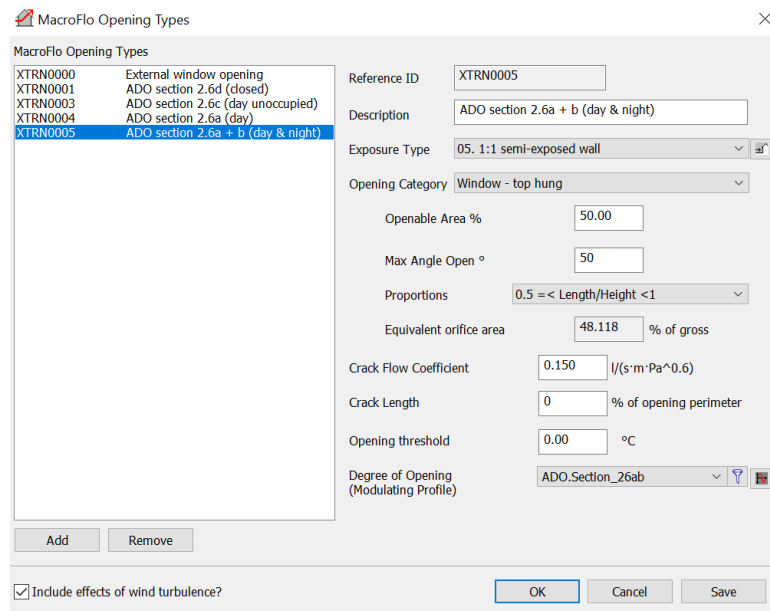 MacroFlo Opening Types
MacroFlo Opening Types
XTRN0000 External window opening
XTRN0001 ADO section 2.6d (closed)
XTRN0003 ADO section 2.6c (day unoccupied)
XTRN0004 ADO section 2.6a (day)
XTRN0005 ADO section 2.6a + b (day & night)
Reference ID XTRN0005
Description ADO section 2.6a + b (day & night)
Exposure Type 05. 1:1 semi-exposed wall
Opening Category Window - top hung
Openable Area % 50.00
Max Angle Open º 50
Proportions 0.5 =< Length/Height <1
Equivalent orifice area 48.118 % of gross
Crack Flow Coefficient 0.150 l/(s·m·Pa^0.6)
Crack Length 0 % of opening perimeter
Opening threshold 0.00 ºC
Degree of Opening ADO.Section_26ab
(Modulating Profile)
Add Remove
Include effects of wind turbulence? OK Cancel Save